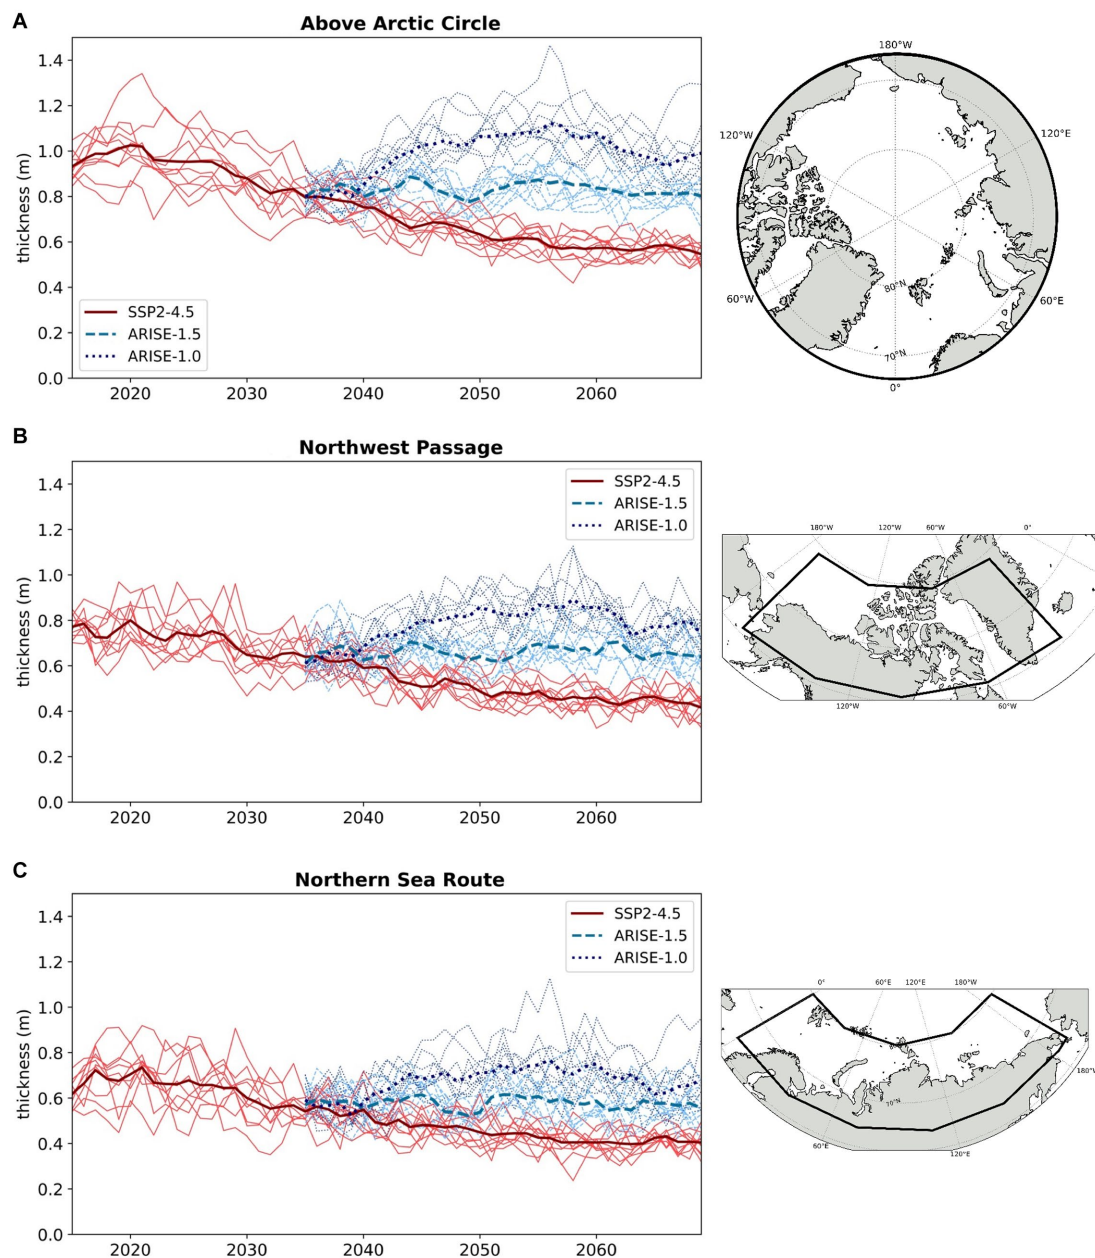 A
Above Arctic Circle
thickness (m)
1.4
1.2
1.0
0.8
0.6
0.4
0.2
0.0
SSP2-4.5
ARISE-1.5
ARISE-1.0
2020 2030 2040 2050 2060
180°W
120°W
120°E
60°W
60°E
80°N
70°N
0°
B
Northwest Passage
thickness (m)
1.4
1.2
1.0
0.8
0.6
0.4
0.2
0.0
SSP2-4.5
ARISE-1.5
ARISE-1.0
2020 2030 2040 2050 2060
180°W 120°W 60°W 0°
120°W 60°W
C
Northern Sea Route
thickness (m)
1.4
1.2
1.0
0.8
0.6
0.4
0.2
0.0
SSP2-4.5
ARISE-1.5
ARISE-1.0
2020 2030 2040 2050 2060
0° 60°E 120°E 180°W
180°W
70°N
60°E
120°E